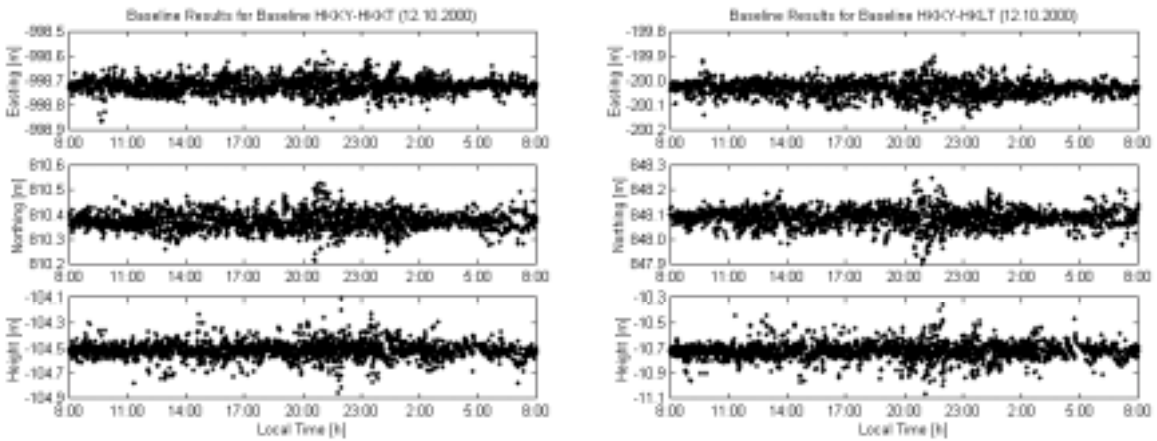 Baseline Results for Baseline HKKY-HKKT (12.10.2000)
Easting [m]
-998.5
-998.6
-998.7
-998.8
-998.9
8:00 11:00 14:00 17:00 20:00 23:00 2:00 5:00 8:00
Northing [m]
810.6
810.5
810.4
810.3
810.2
8:00 11:00 14:00 17:00 20:00 23:00 2:00 5:00 8:00
Height [m]
-104.1
-104.3
-104.5
-104.7
-104.9
8:00 11:00 14:00 17:00 20:00 23:00 2:00 5:00 8:00
Local Time [h]
Baseline Results for Baseline HKKY-HKLT (12.10.2000)
Easting [m]
-199.8
-199.9
-200.0
-200.1
-200.2
8:00 11:00 14:00 17:00 20:00 23:00 2:00 5:00 8:00
Northing [m]
848.3
848.2
848.1
848.0
847.9
8:00 11:00 14:00 17:00 20:00 23:00 2:00 5:00 8:00
Height [m]
-10.3
-10.5
-10.7
-10.9
-11.1
8:00 11:00 14:00 17:00 20:00 23:00 2:00 5:00 8:00
Local Time [h]